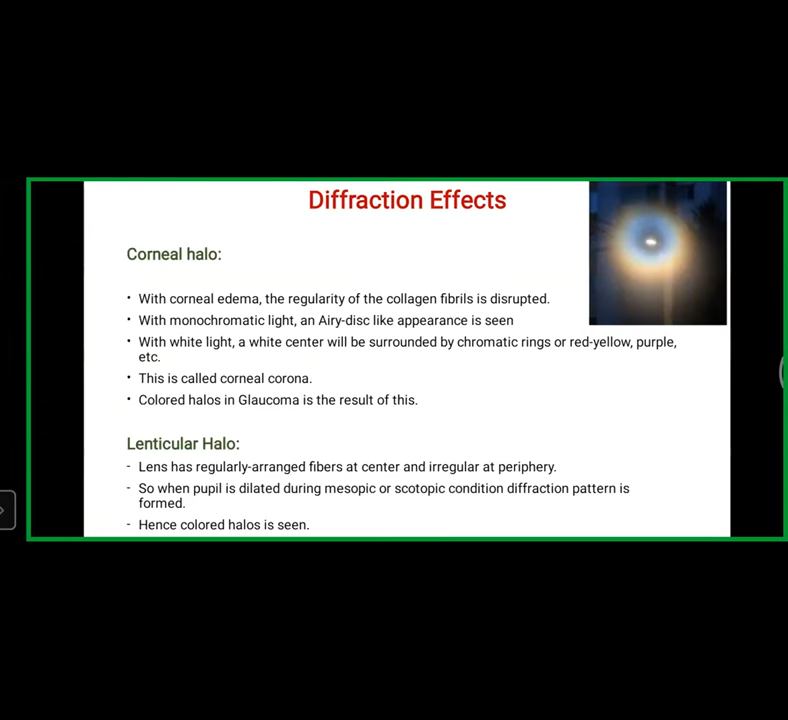 Diffraction Effects
Corneal halo:
• With corneal edema, the regularity of the collagen fibrils is disrupted.
• With monochromatic light, an Airy-disc like appearance is seen
• With white light, a white center will be surrounded by chromatic rings or red-yellow, purple,
etc.
• This is called corneal corona.
• Colored halos in Glaucoma is the result of this.
Lenticular Halo:
- Lens has regularly-arranged fibers at center and irregular at periphery.
- So when pupil is dilated during mesopic or scotopic condition diffraction pattern is
formed.
- Hence colored halos is seen.